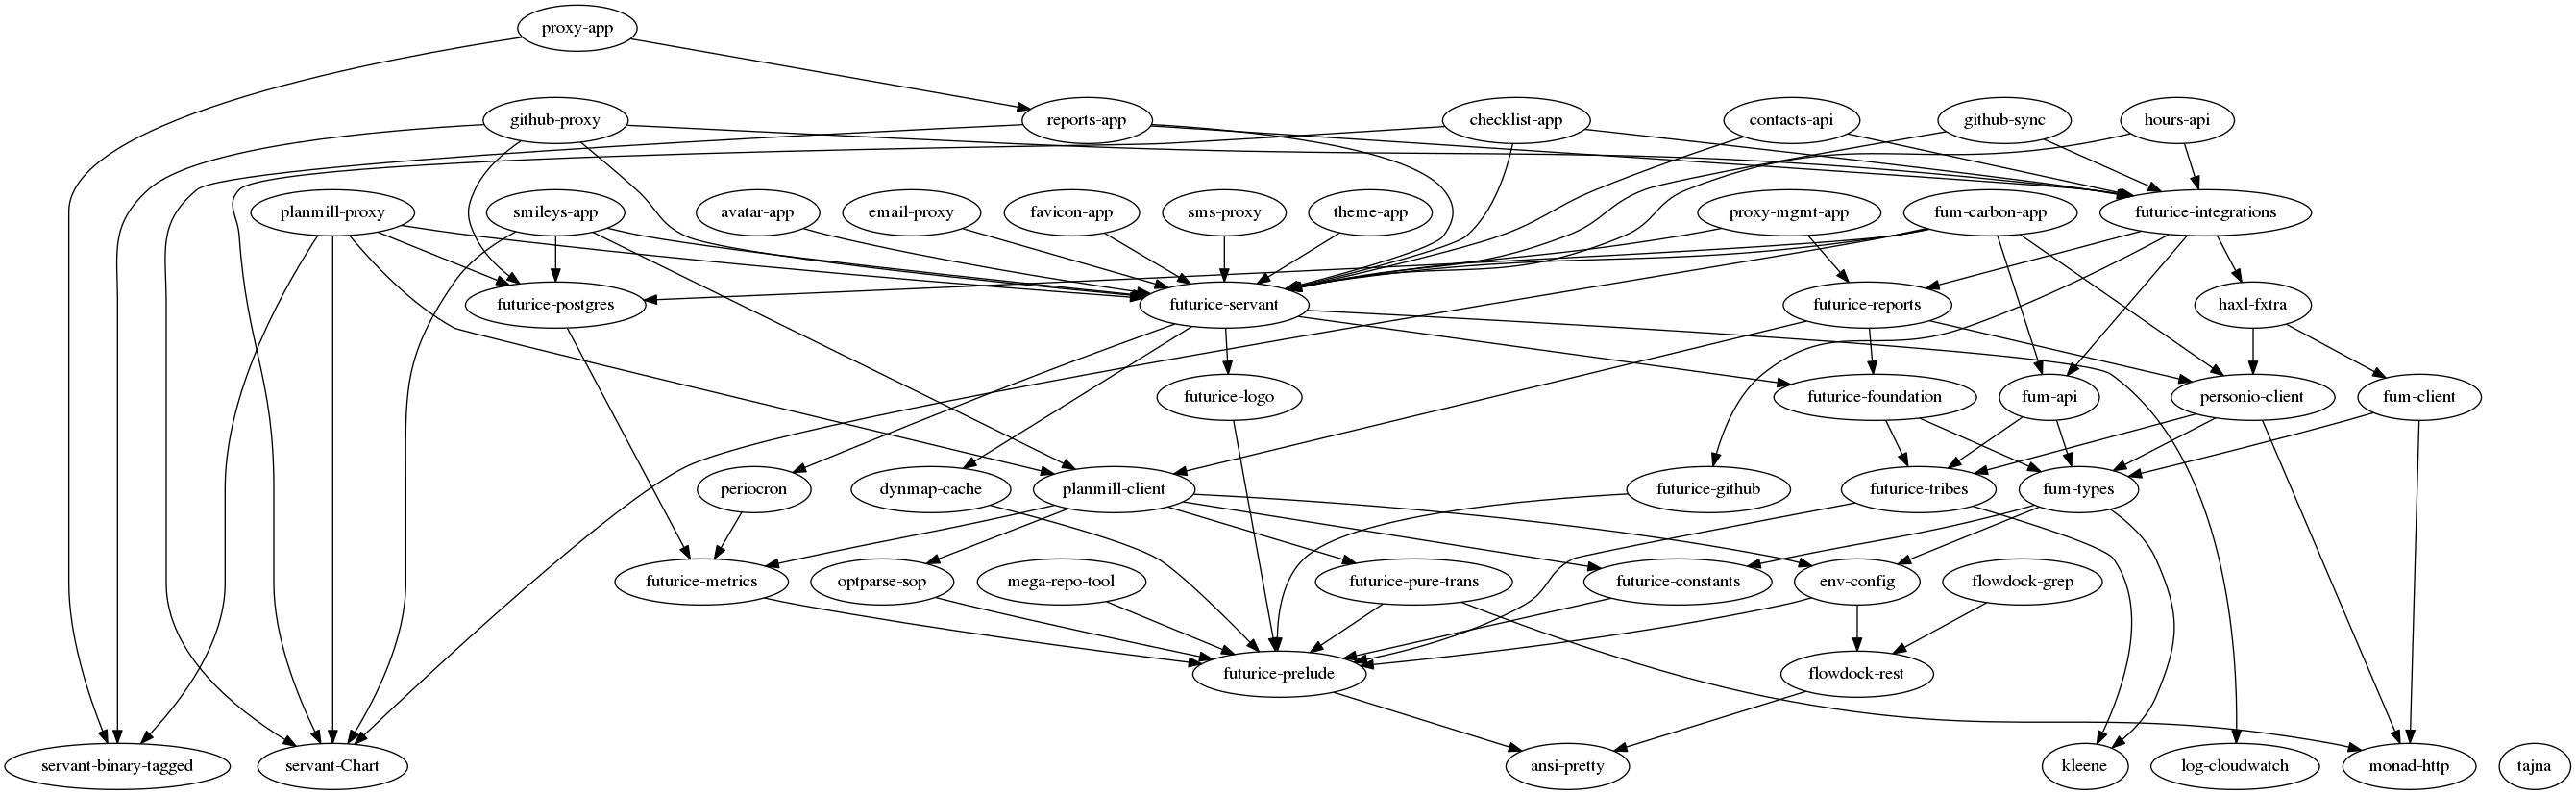 proxy-app
github-proxy
reports-app
checklist-app
contacts-api
github-sync
hours-api
planmill-proxy
smileys-app
avatar-app
email-proxy
favicon-app
sms-proxy
theme-app
proxy-mgmt-app
fum-carbon-app
futurice-integrations
futurice-postgres
futurice-servant
futurice-reports
haxl-fxtra
futurice-logo
futurice-foundation
fum-api
personio-client
fum-client
periocron
dynmap-cache
planmill-client
futurice-github
futurice-tribes
fum-types
futurice-metrics
optparse-sop
mega-repo-tool
futurice-pure-trans
futurice-constants
env-config
flowdock-grep
futurice-prelude
flowdock-rest
servant-binary-tagged
servant-Chart
ansi-pretty
kleene
log-cloudwatch
monad-http
tajna